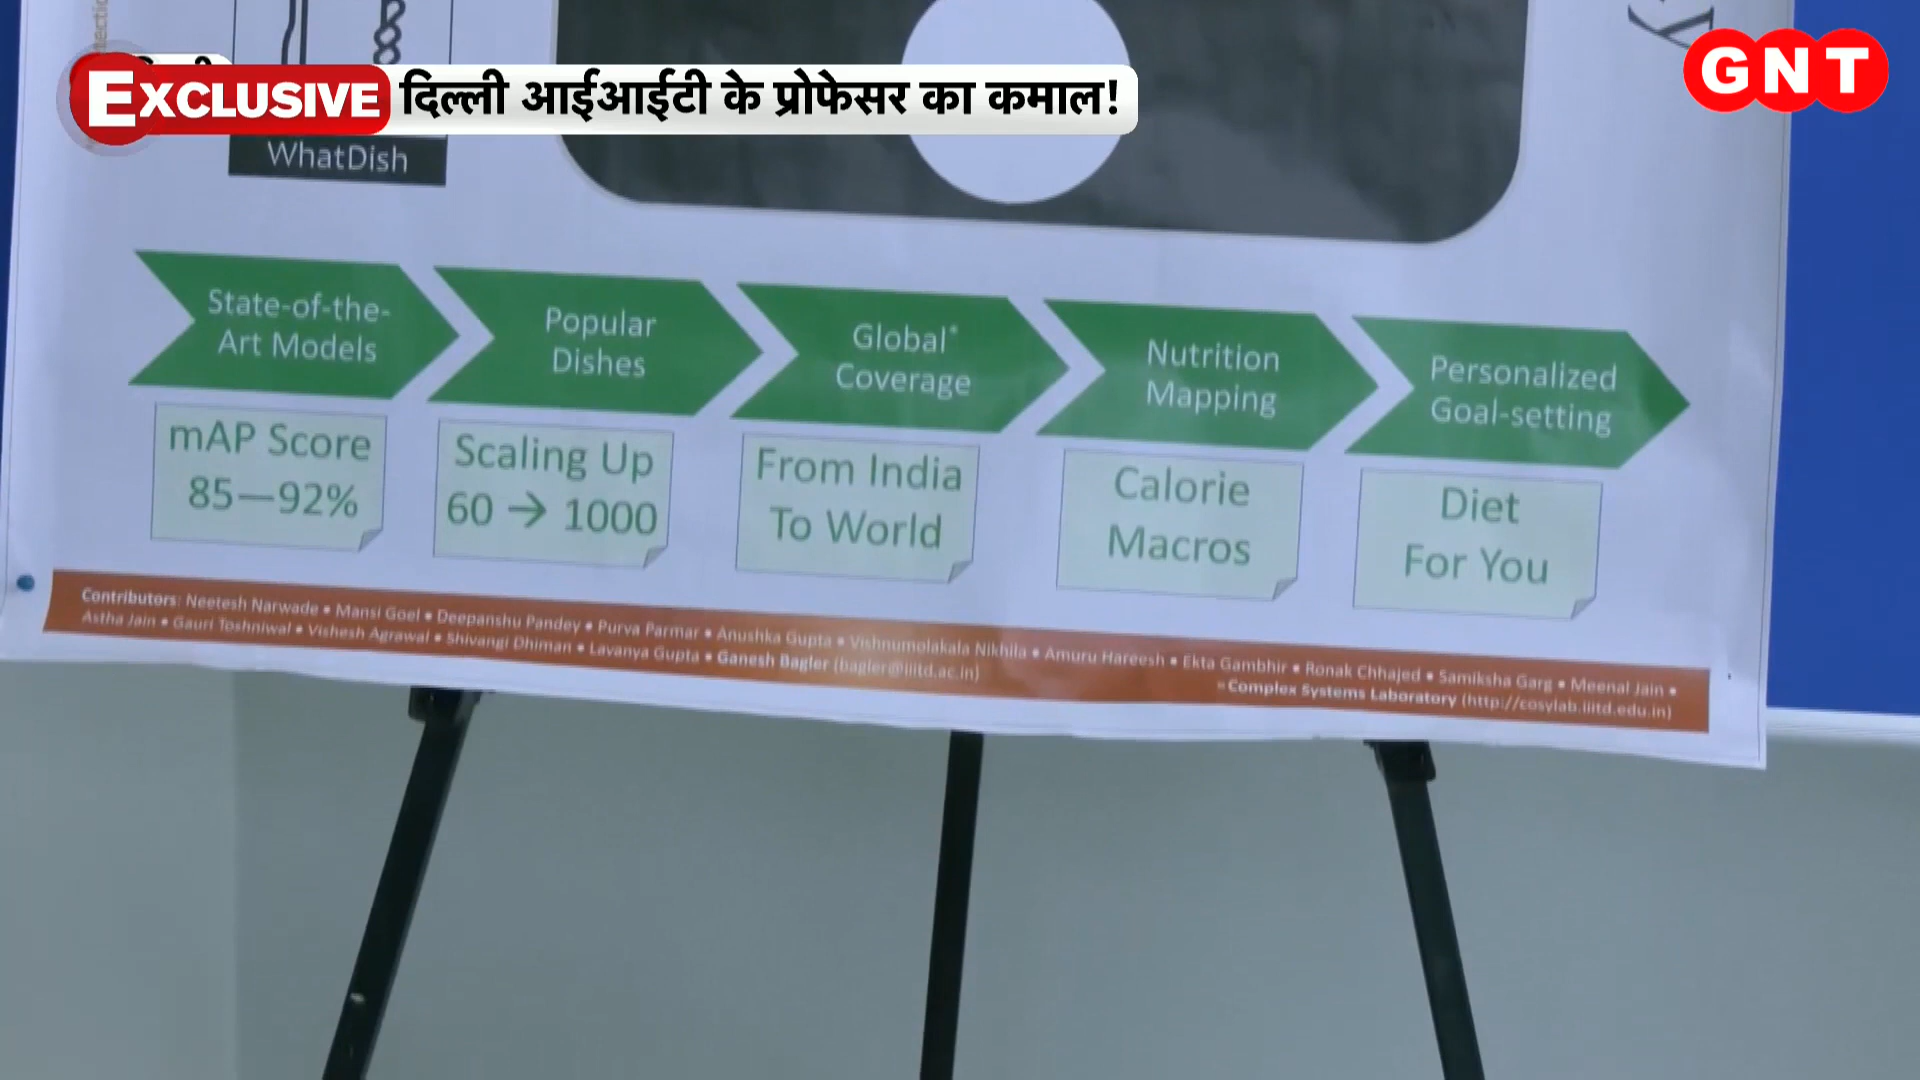 EXCLUSIVE
दिल्ली आईआईटी के प्रोफेसर का कमाल!
GNT
WhatDish
State-of-the-
Art Models
Popular
Dishes
Global*
Coverage
Nutrition
Mapping
Personalized
Goal-setting
mAP Score
85—92%
Scaling Up
60 → 1000
From India
To World
Calorie
Macros
Diet
For You
Contributors: Neetesh Narwade • Mansi Goel • Deepanshu Pandey • Purva Parmar • Anushka Gupta • Vishnumolakala Nikhila • Amuru Hareesh • Ekta Gambhir • Ronak Chhajed • Samiksha Garg • Meenal Jain •
Astha Jain • Gauri Toshniwal • Vishesh Agrawal • Shivangi Dhiman • Lavanya Gupta • Ganesh Bagler (bagler@iiitd.ac.in)
Complex Systems Laboratory (http://cosylab.iiitd.edu.in)